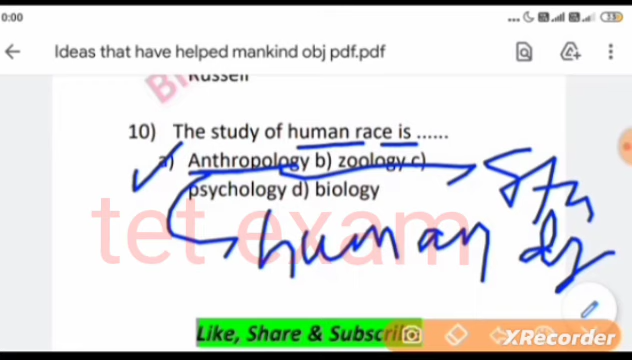 0:00
Ideas that have helped mankind obj pdf.pdf
Russell
10) The study of human race is ......
a) Anthropology b) zoology c)
psychology d) biology
tet exam
human
Like, Share & Subscribe
XRecorder